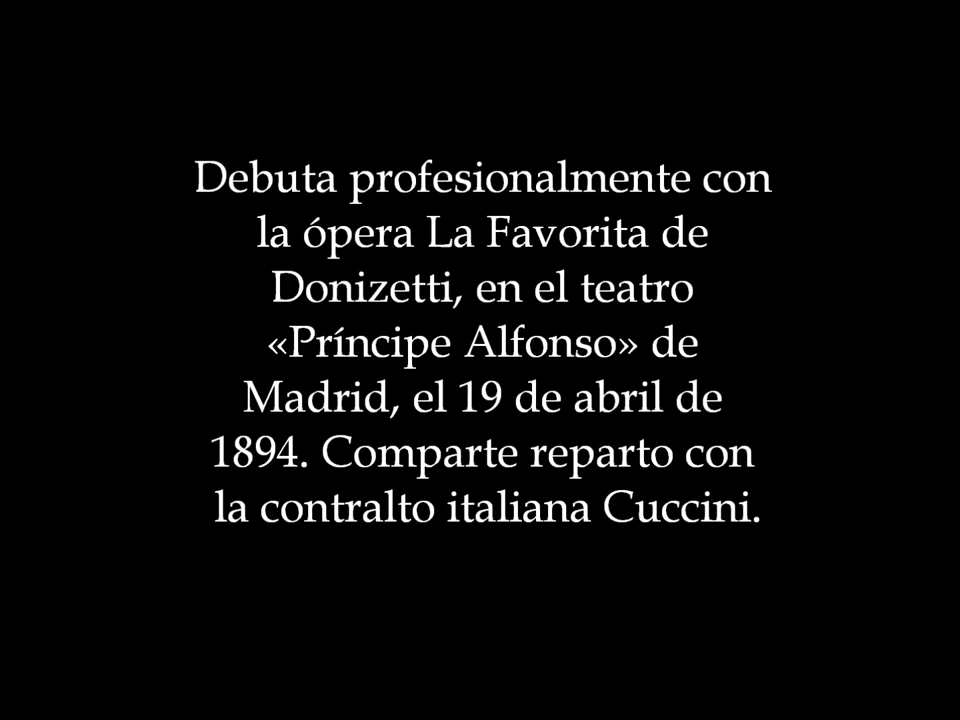 Debuta profesionalmente con
la ópera La Favorita de
Donizetti, en el teatro
«Príncipe Alfonso» de
Madrid, el 19 de abril de
1894. Comparte reparto con
la contralto italiana Cuccini.